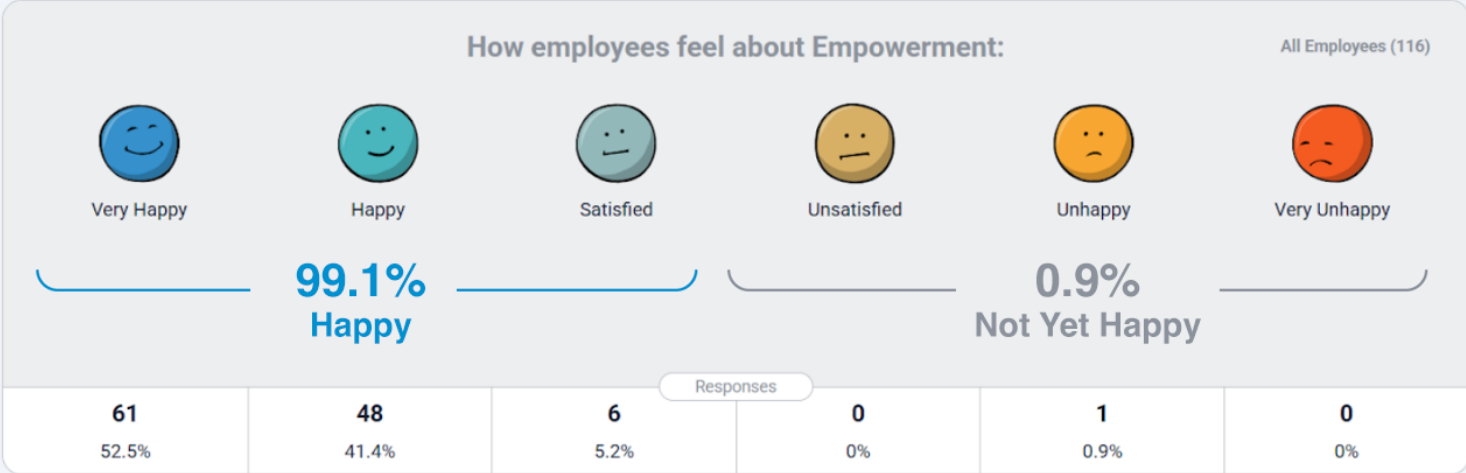 How employees feel about Empowerment:
All Employees (116)
Very Happy
Happy
Satisfied
Unsatisfied
Unhappy
Very Unhappy
99.1%
Happy
0.9%
Not Yet Happy
Responses
61
48
6
0
1
0
52.5%
41.4%
5.2%
0%
0.9%
0%